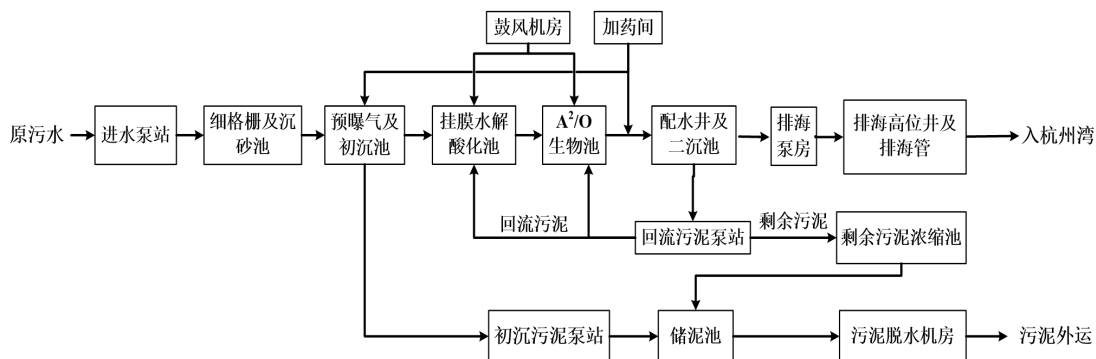 鼓风机房
加药间
原污水
进水泵站
细格栅及沉
砂池
预曝气及
初沉池
挂膜水解
酸化池
A²/O
生物池
配水井及
二沉池
排海
泵房
排海高位井及
排海管
入杭州湾
回流污泥
回流污泥泵站
剩余污泥
剩余污泥浓缩池
初沉污泥泵站
储泥池
污泥脱水机房
污泥外运